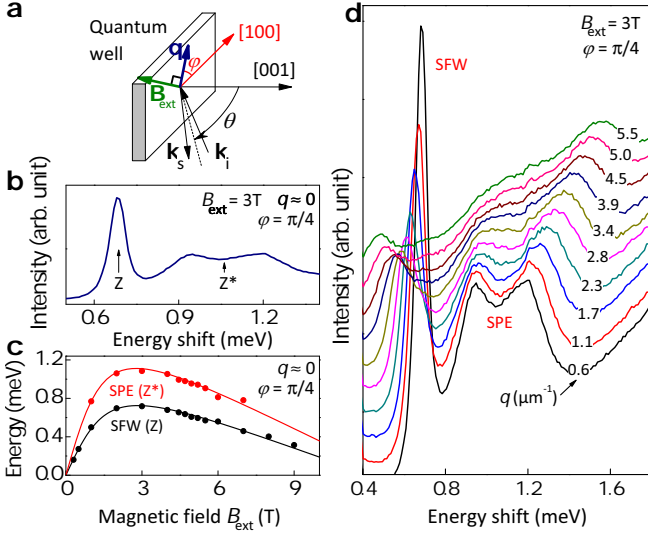 a
Quantum
well
q
φ
[100]
[001]
B_ext
θ
k_s
k_i
b
B_ext = 3T q ≈ 0
φ = π/4
Intensity (arb. unit)
Z
Z*
0.6 0.9 1.2
Energy shift (meV)
c
q ≈ 0
φ = π/4
1.2
0.8
0.4
0.0
Energy (meV)
SPE (Z*)
SFW (Z)
0 3 6 9
Magnetic field B_ext (T)
d
B_ext = 3T
φ = π/4
SFW
5.5
5.0
4.5
3.9
3.4
2.8
2.3
1.7
1.1
0.6
SPE
q (μm⁻¹)
Intensity (arb. unit)
0.4 0.8 1.2 1.6
Energy shift (meV)